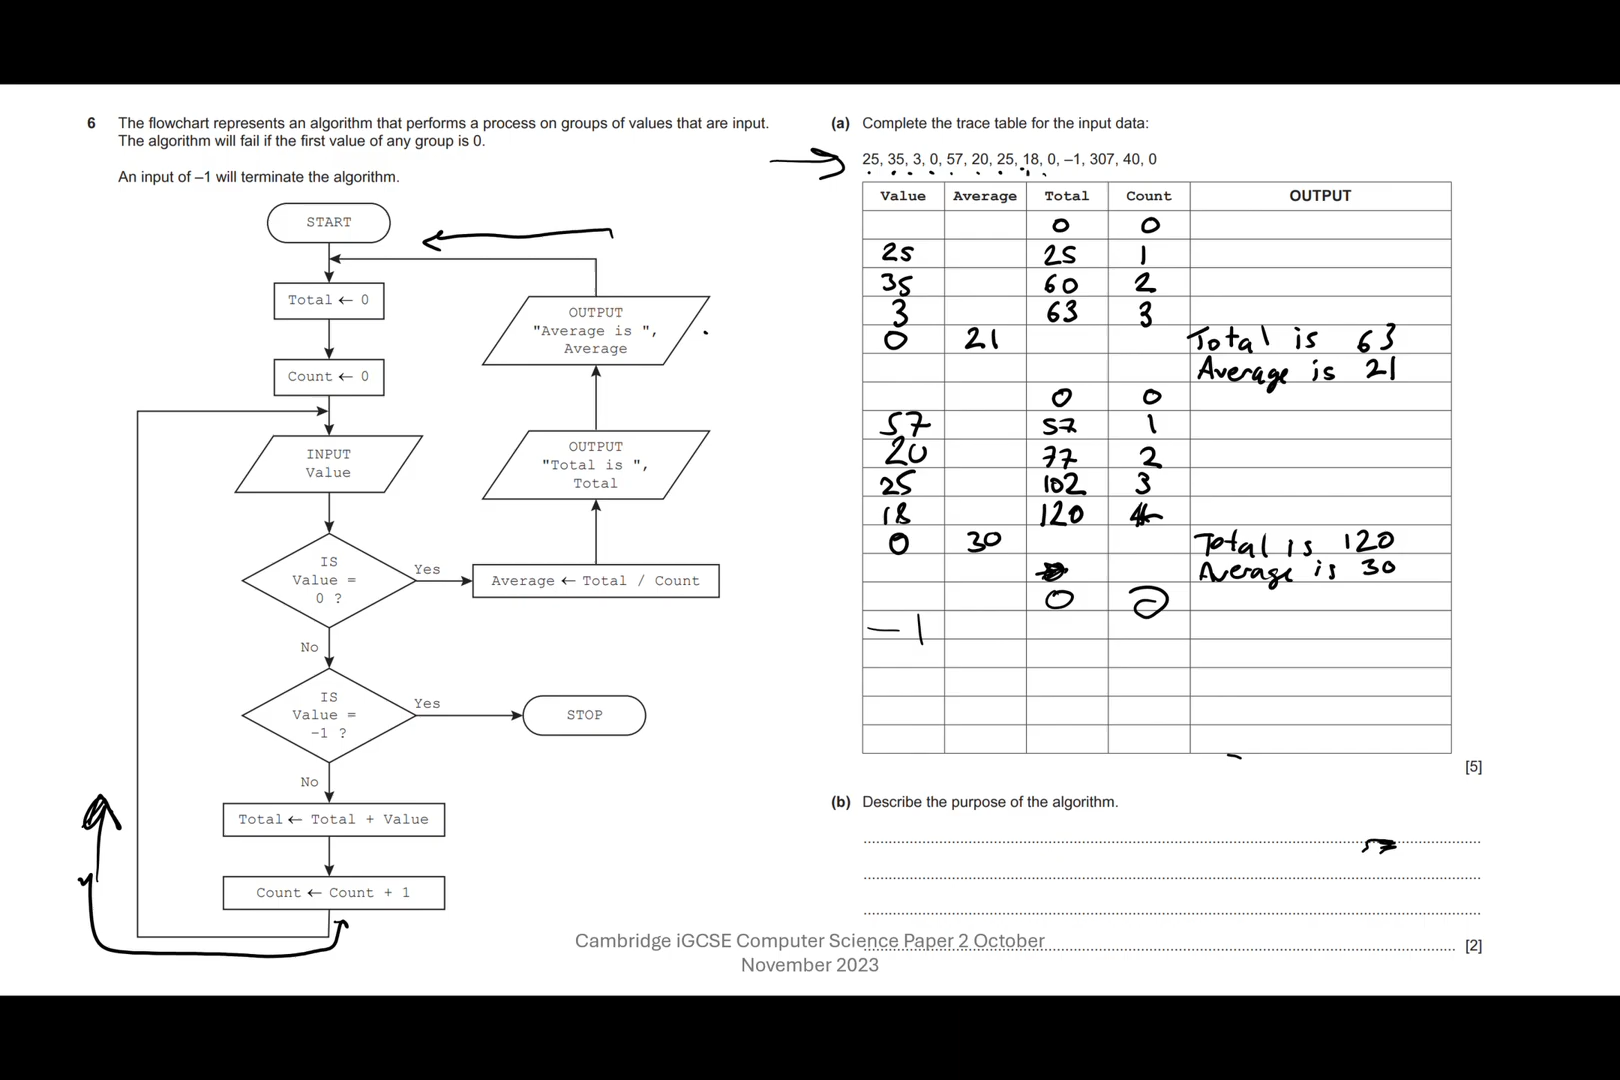 6 The flowchart represents an algorithm that performs a process on groups of values that are input.
The algorithm will fail if the first value of any group is 0.
An input of –1 will terminate the algorithm.
START
Total ← 0
Count ← 0
INPUT
Value
IS
Value =
0 ?
Yes
Average ← Total / Count
OUTPUT
"Total is ",
Total
OUTPUT
"Average is ",
Average
No
IS
Value =
–1 ?
Yes
STOP
No
Total ← Total + Value
Count ← Count + 1
(a) Complete the trace table for the input data:
25, 35, 3, 0, 57, 20, 25, 18, 0, –1, 307, 40, 0
Value Average Total Count OUTPUT
0 0
25 25 1
35 60 2
3 63 3
0 21 Total is 63
Average is 21
0 0
57 57 1
20 77 2
25 102 3
18 120 4
0 30 Total is 120
Average is 30
0 0
–1
[5]
(b) Describe the purpose of the algorithm.
[2]
Cambridge iGCSE Computer Science Paper 2 October
November 2023